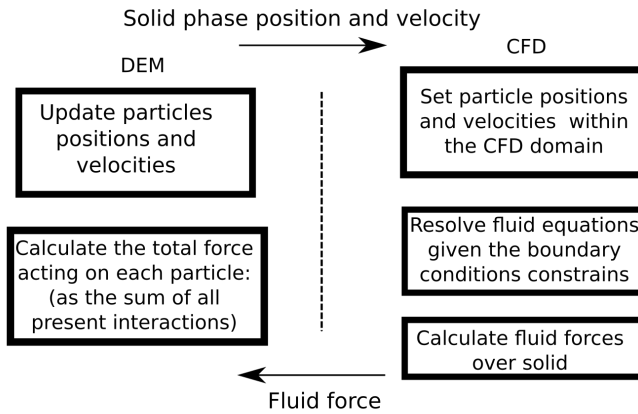 Solid phase position and velocity
DEM
CFD
Update particles
positions and
velocities
Set particle positions
and velocities within
the CFD domain
Calculate the total force
acting on each particle:
(as the sum of all
present interactions)
Resolve fluid equations
given the boundary
conditions constrains
Calculate fluid forces
over solid
Fluid force